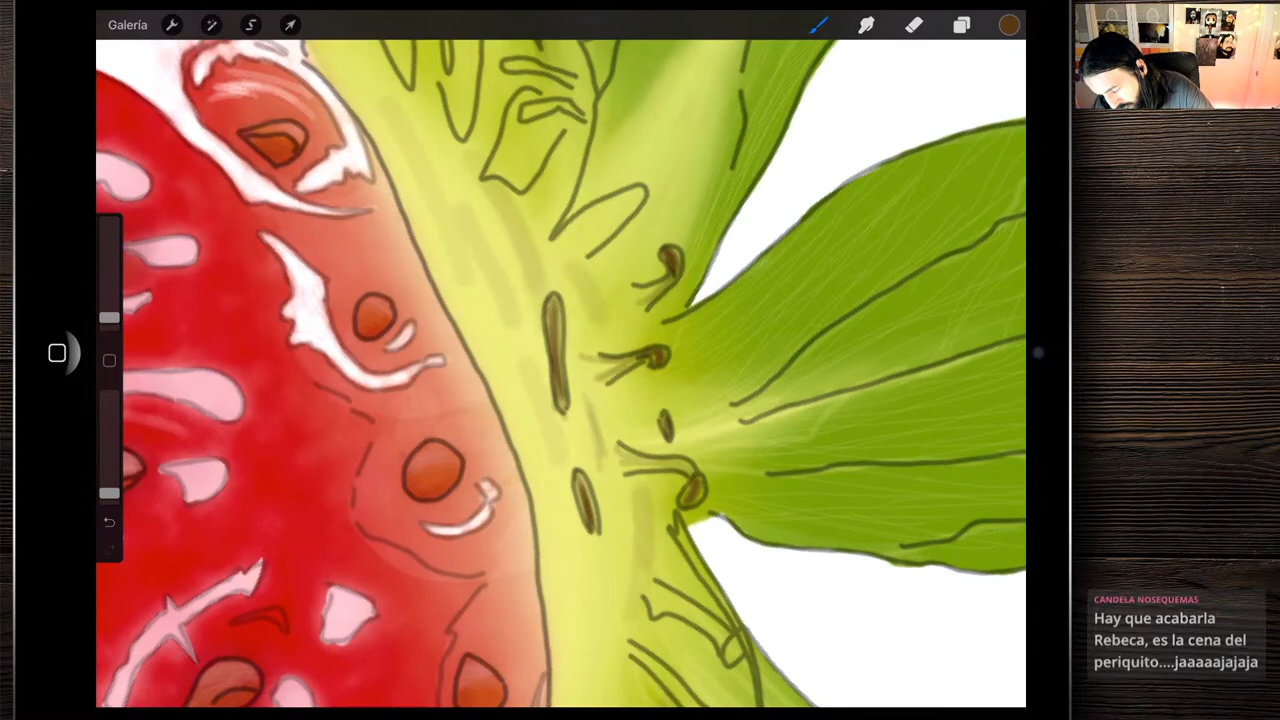 Galería
CANDELA NOSEQUEMAS
Hay que acabarla
Rebeca, es la cena del
periquito....jaaaaajajaja